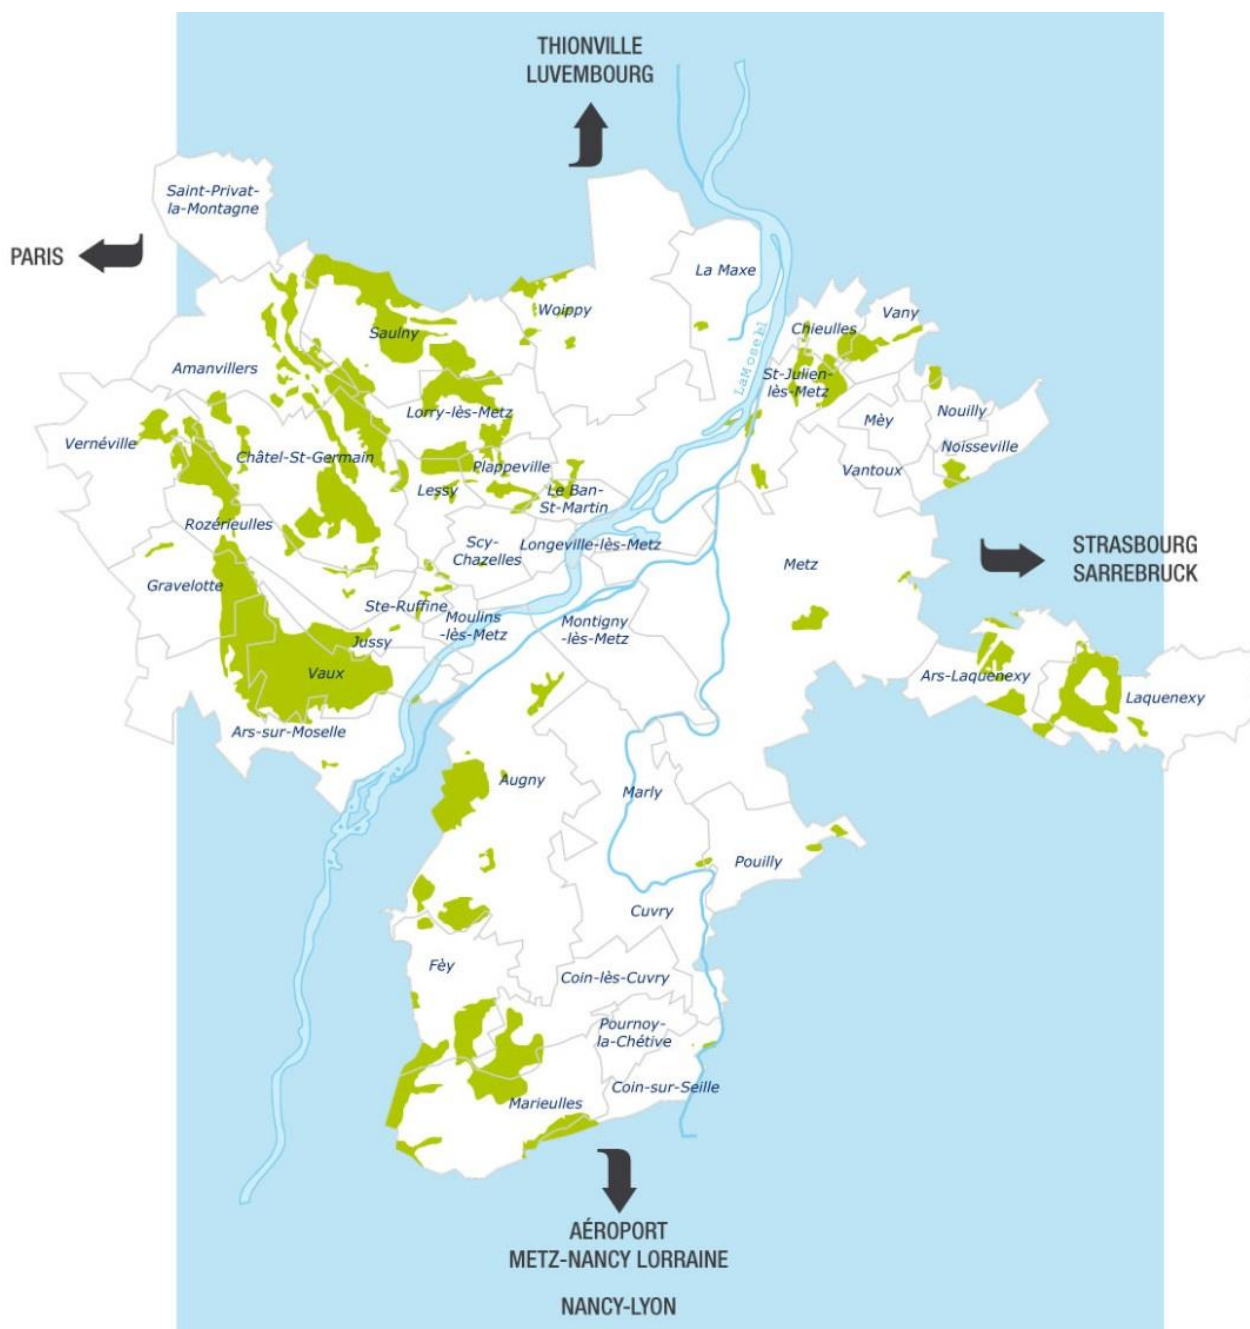 THIONVILLE
LUVEMBOURG
Saint-Privat-
la-Montagne
PARIS
La Maxe
Woippy
Vany
Chieulles
Saulny
LaMosehl
Amanvillers
St-Julien-
lès-Metz
Lorry-lès-Metz
Mèy
Nouilly
Vernéville
Noisseville
Châtel-St-Germain
Plappeville
Vantoux
Lessy
Le Ban-
St-Martin
Rozérieulles
Scy-
Chazelles
Longeville-lès-Metz
STRASBOURG
SARREBRUCK
Metz
Gravelotte
Ste-Ruffine
Moulins
-lès-Metz
Montigny
-lès-Metz
Jussy
Vaux
Ars-Laquenexy
Laquenexy
Ars-sur-Moselle
Augny
Marly
Pouilly
Cuvry
Fèy
Coin-lès-Cuvry
Pournoy-
la-Chétive
Coin-sur-Seille
Marieulles
AÉROPORT
METZ-NANCY LORRAINE
NANCY-LYON